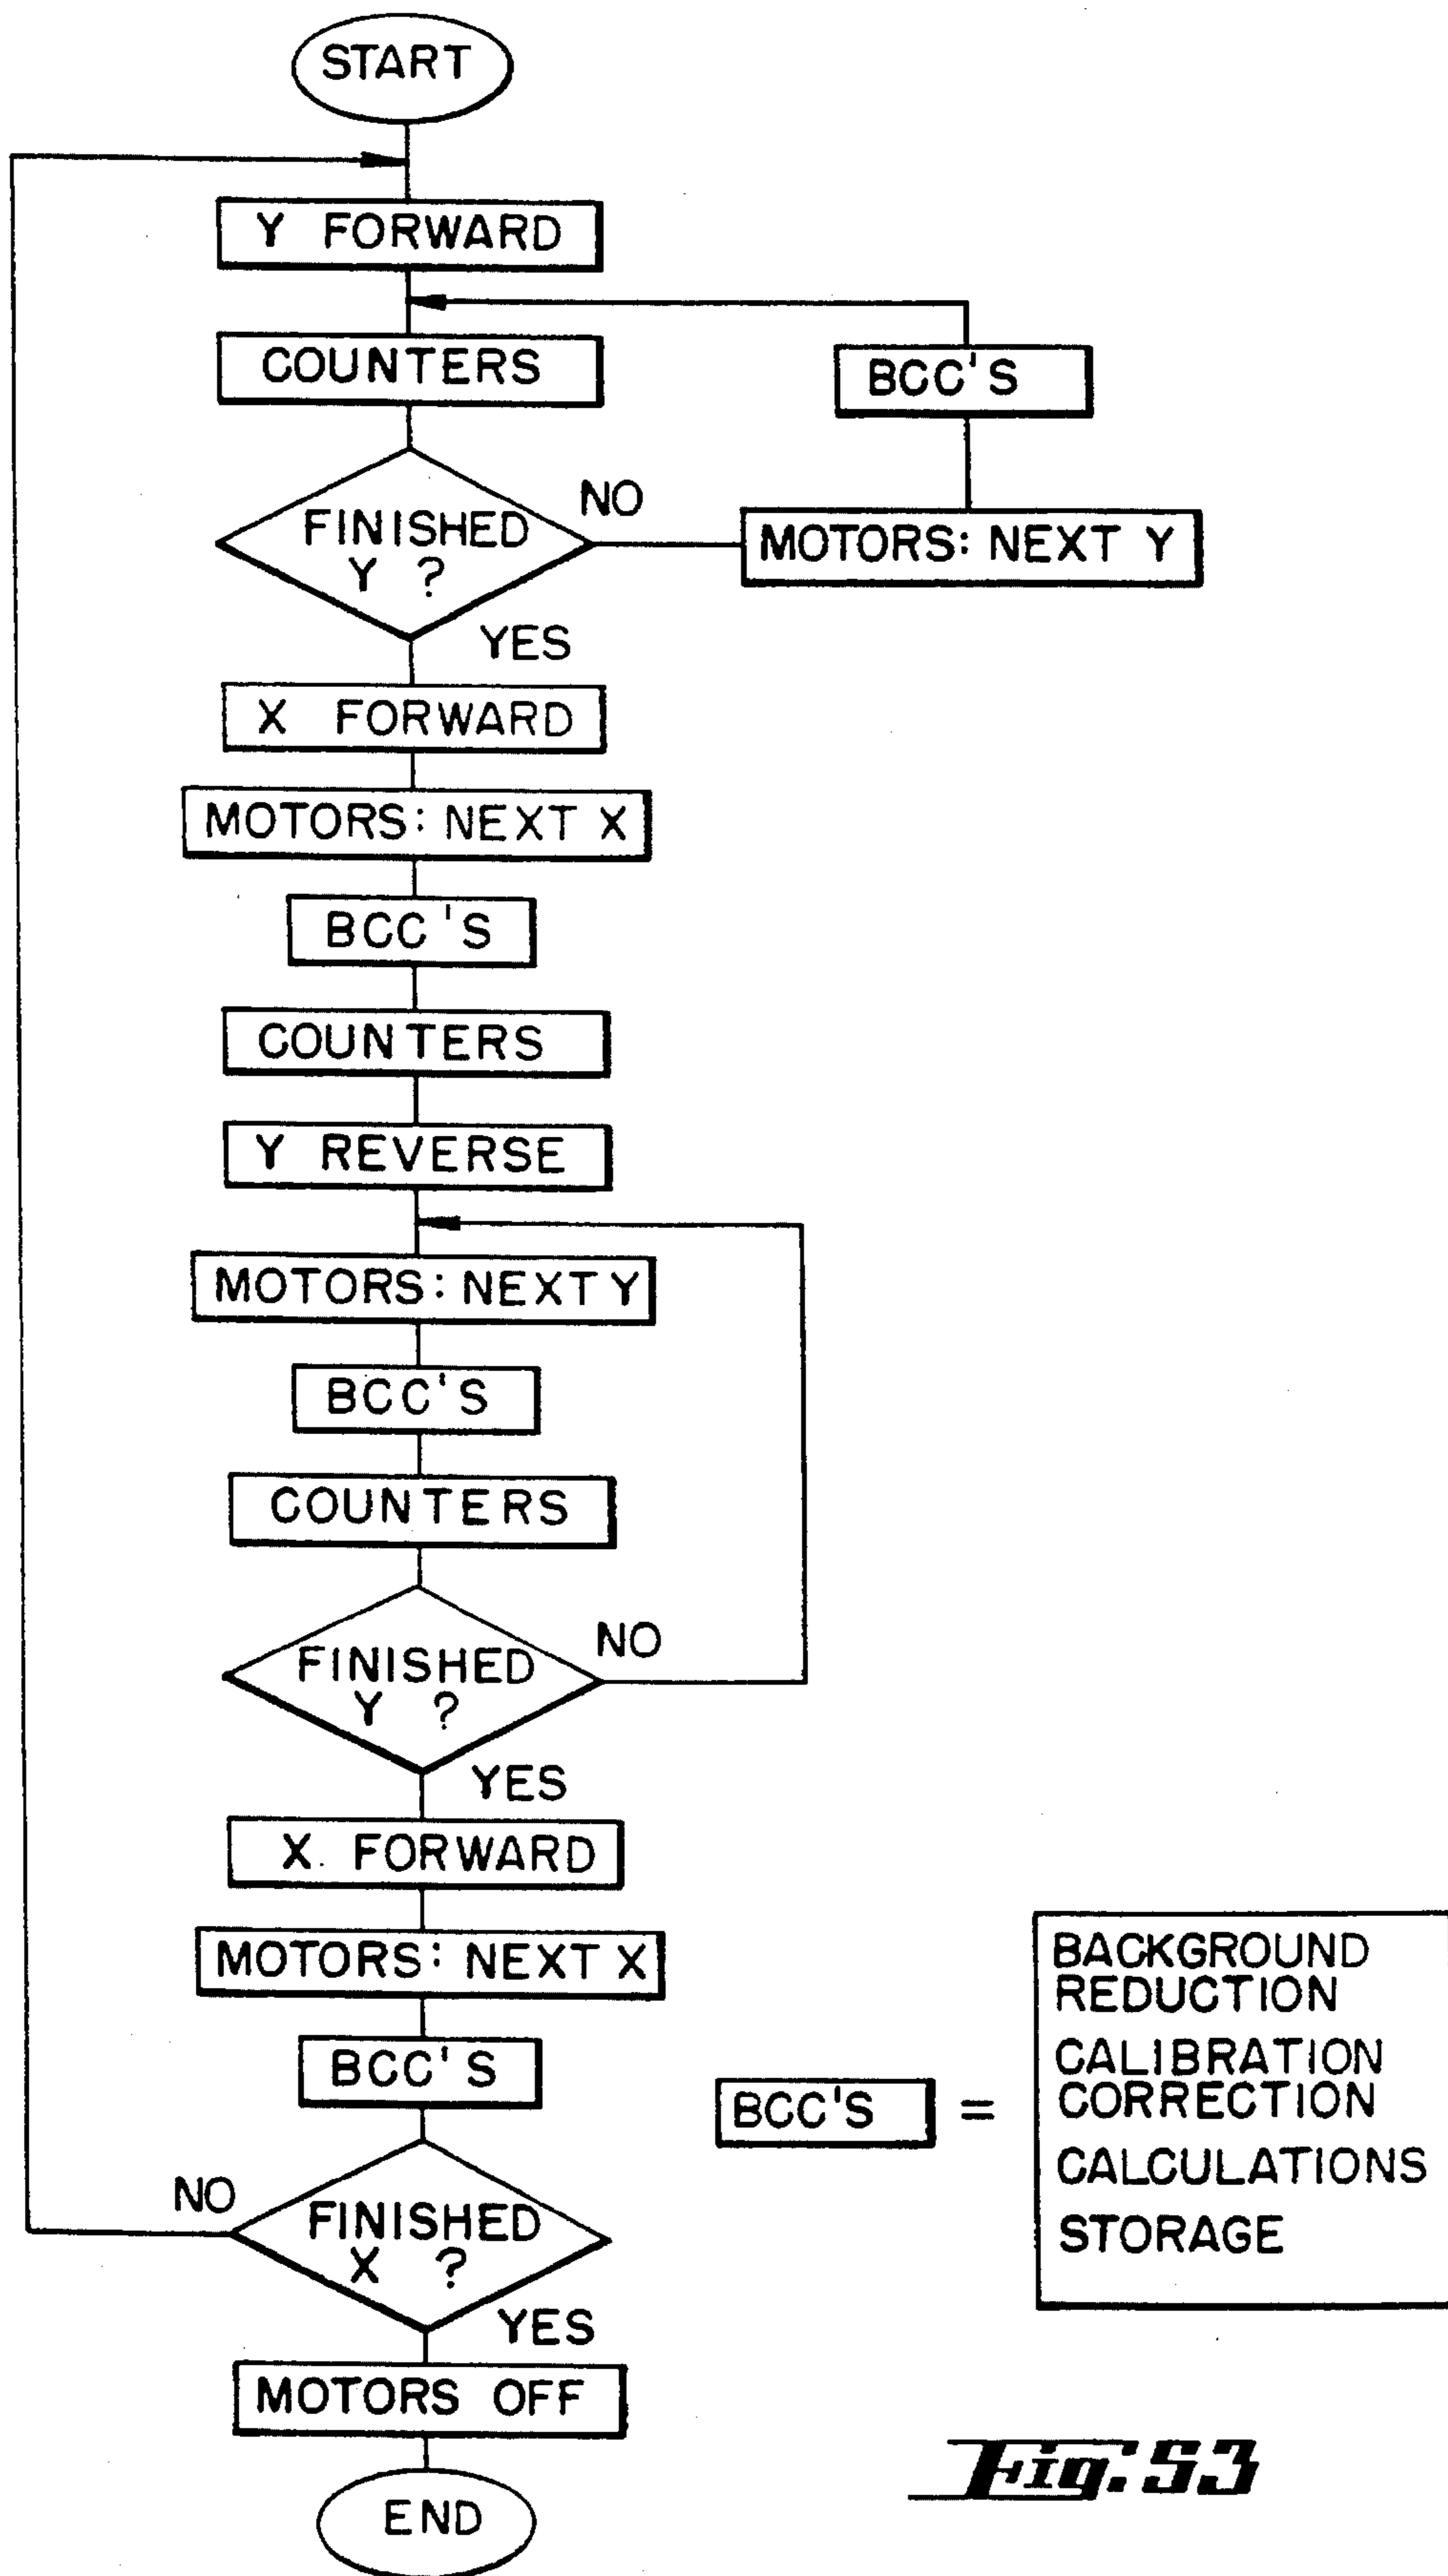 START
Y FORWARD
COUNTERS
BCC'S
FINISHED
Y ?
NO
MOTORS: NEXT Y
YES
X FORWARD
MOTORS: NEXT X
BCC'S
COUNTERS
Y REVERSE
MOTORS: NEXT Y
BCC'S
COUNTERS
FINISHED
Y ?
NO
YES
X. FORWARD
MOTORS: NEXT X
BCC'S
NO
FINISHED
X ?
YES
MOTORS OFF
END
BCC'S =
BACKGROUND
REDUCTION
CALIBRATION
CORRECTION
CALCULATIONS
STORAGE
Fig. 53